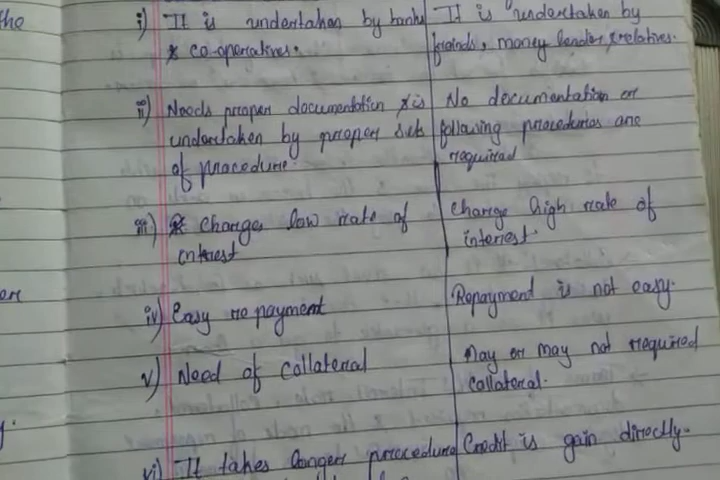 the
i) It is undertaken by banks
& co-operatives.
It is undertaken by
friends, money lender, relatives.
ii) Needs proper documentation & is
undertaken by proper sets
of procedure.
No documentation or
following procedures are
required
iii) Charges low rate of
interest
Charge high rate of
interest.
iv) Easy repayment
Repayment is not easy.
v) Need of collateral
May or may not required
collateral.
vi) It takes longer procedure
Credit is gain directly.